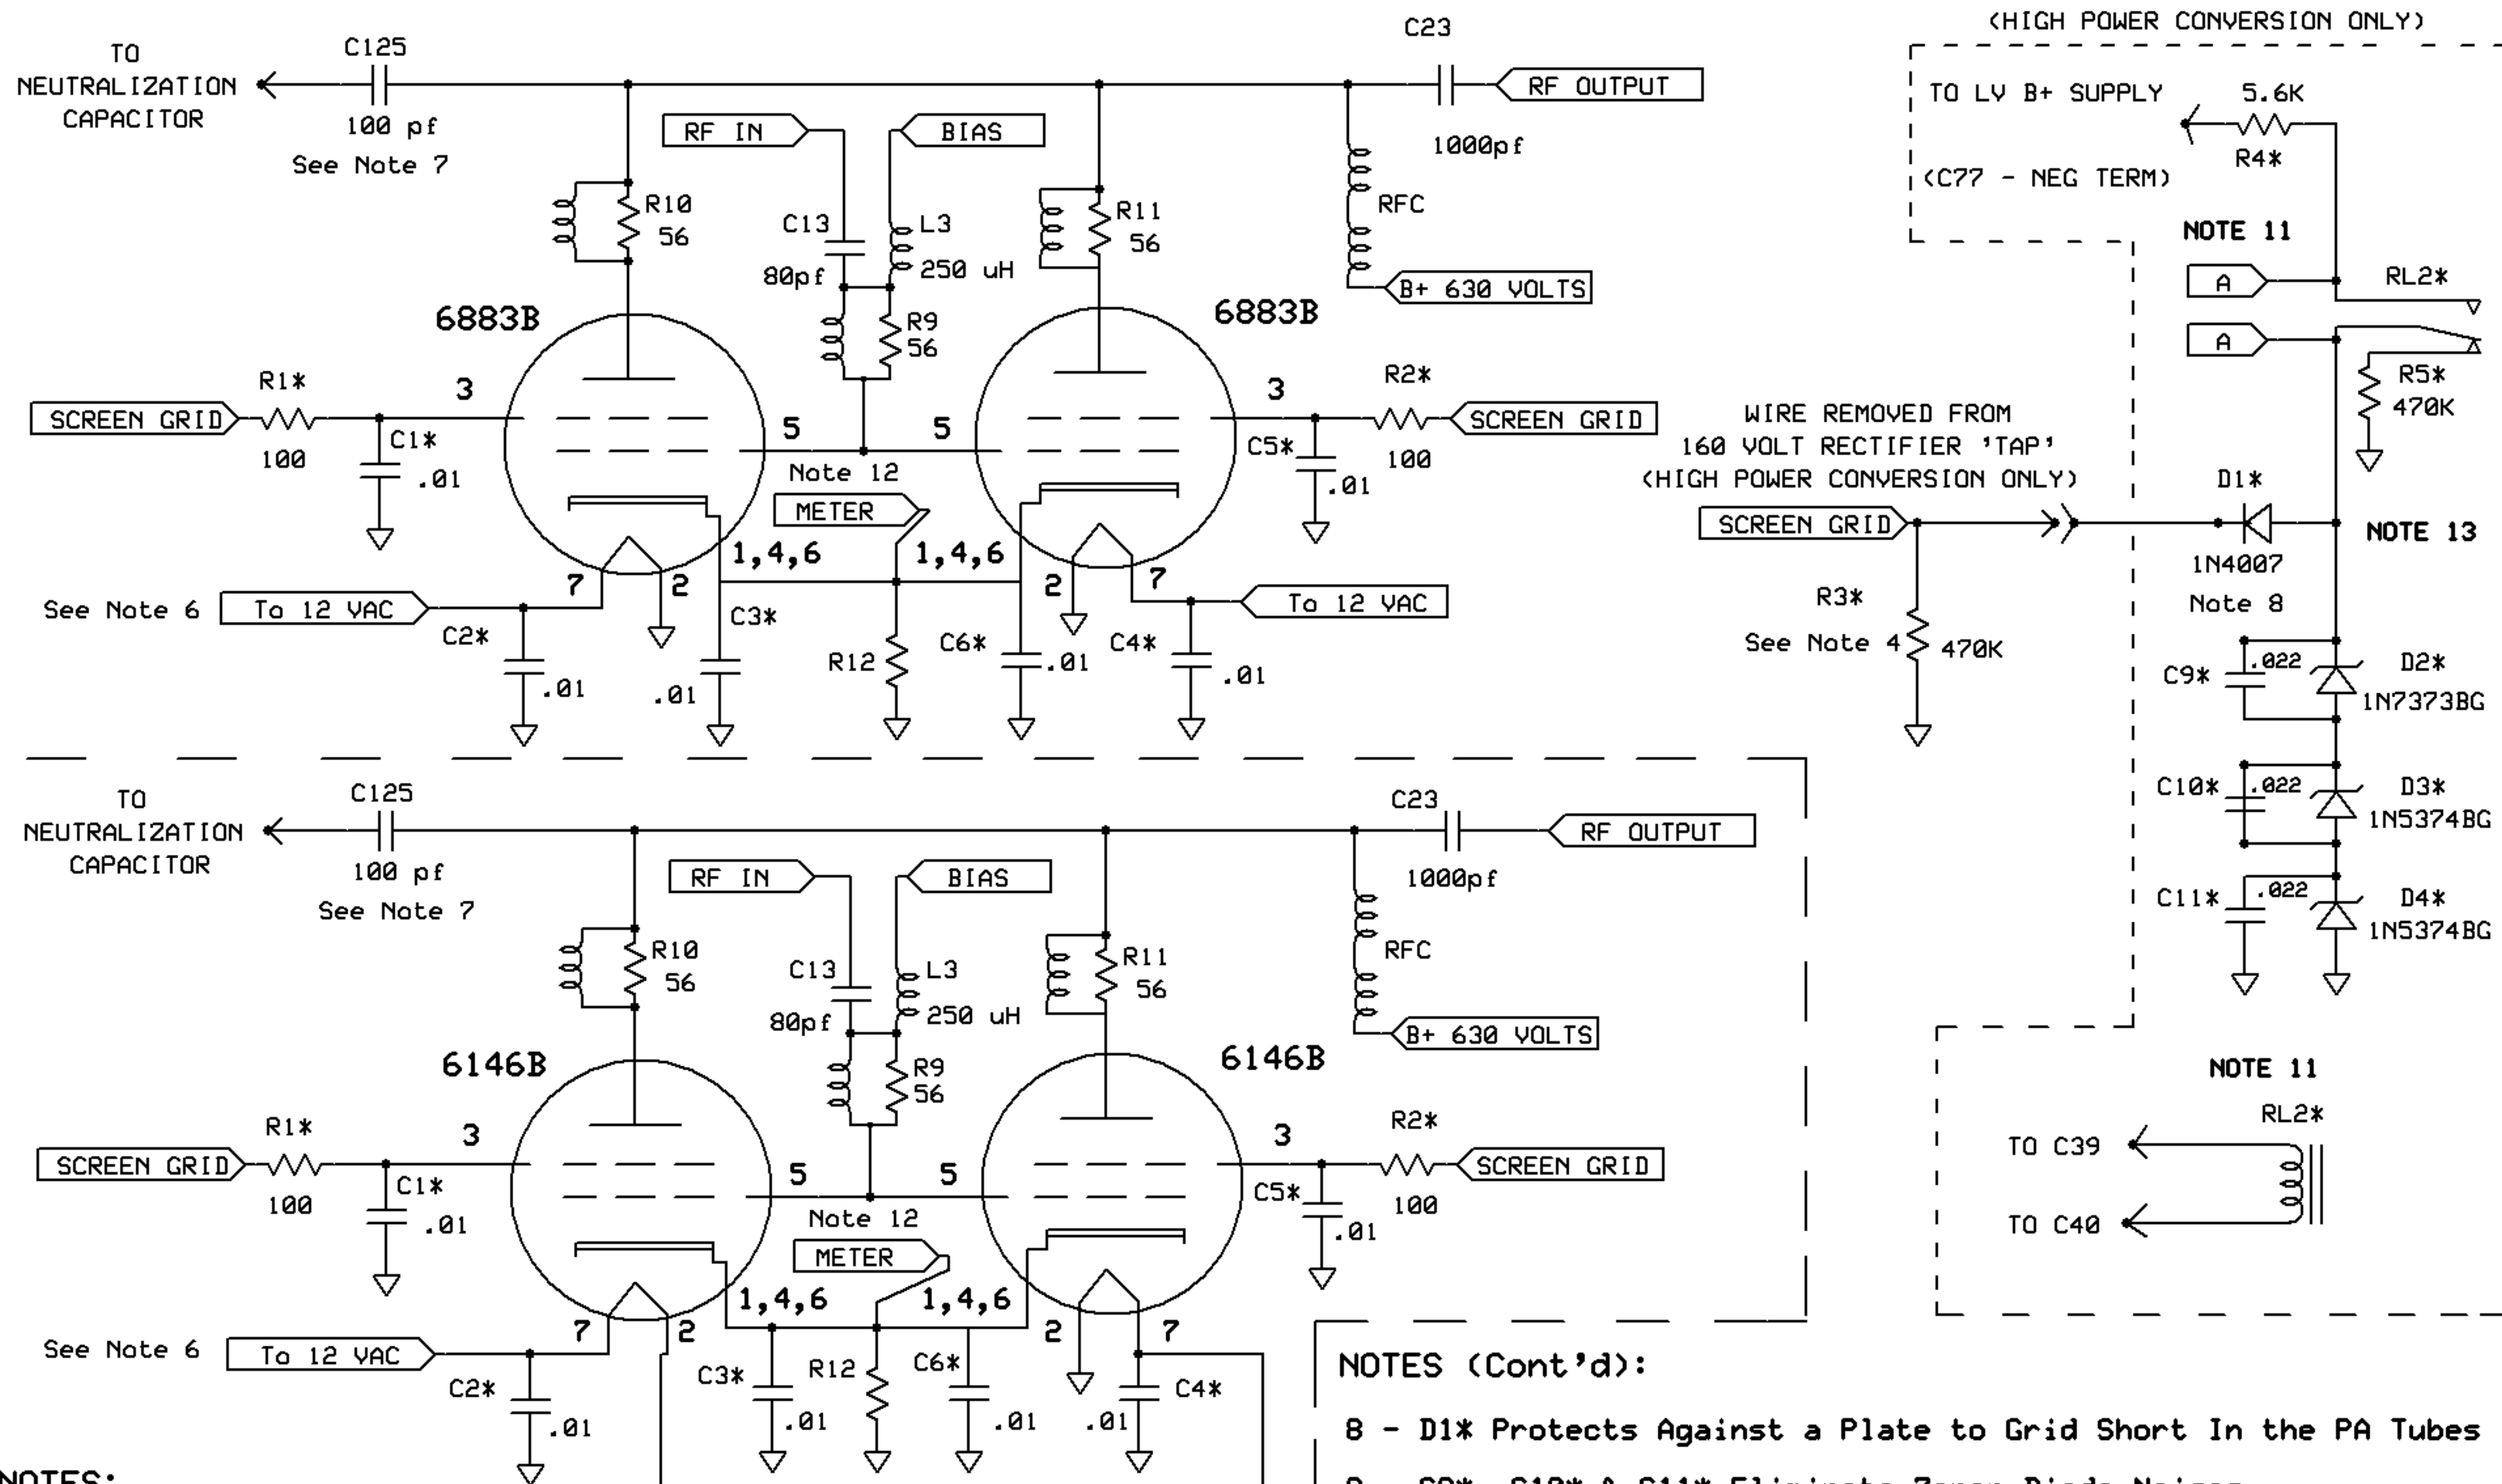 (HIGH POWER CONVERSION ONLY)
TO
NEUTRALIZATION
CAPACITOR
C125
100 pf
See Note 7
C23
1000pf
RF OUTPUT
RF IN
BIAS
R10
56
C13
80pf
L3
250 uH
R11
56
RFC
B+ 630 VOLTS
6883B
6883B
R9
56
SCREEN GRID
R1*
100
C1*
.01
3
5
5
Note 12
METER
3
R2*
100
SCREEN GRID
C5*
.01
1,4,6
1,4,6
7
2
2
7
See Note 6
To 12 VAC
C2*
.01
C3*
.01
R12
C6*
.01
C4*
.01
To 12 VAC
TO LV B+ SUPPLY
(C77 - NEG TERM)
5.6K
R4*
NOTE 11
A
A
RL2*
R5*
470K
WIRE REMOVED FROM
160 VOLT RECTIFIER 'TAP'
(HIGH POWER CONVERSION ONLY)
SCREEN GRID
D1*
1N4007
Note 8
NOTE 13
R3*
See Note 4
470K
C9*
.022
D2*
1N7373BG
C10*
.022
D3*
1N5374BG
C11*
.022
D4*
1N5374BG
TO
NEUTRALIZATION
CAPACITOR
C125
100 pf
See Note 7
C23
1000pf
RF OUTPUT
RF IN
BIAS
R10
56
C13
80pf
L3
250 uH
R11
56
RFC
B+ 630 VOLTS
6146B
6146B
R9
56
SCREEN GRID
R1*
100
C1*
.01
3
5
5
Note 12
METER
3
R2*
100
SCREEN GRID
C5*
.01
1,4,6
1,4,6
7
2
2
7
See Note 6
To 12 VAC
C2*
.01
C3*
.01
R12
C6*
.01
C4*
.01
NOTE 11
RL2*
TO C39
TO C40
NOTES (Cont'd):
8 - D1* Protects Against a Plate to Grid Short In the PA Tubes
NOTES: